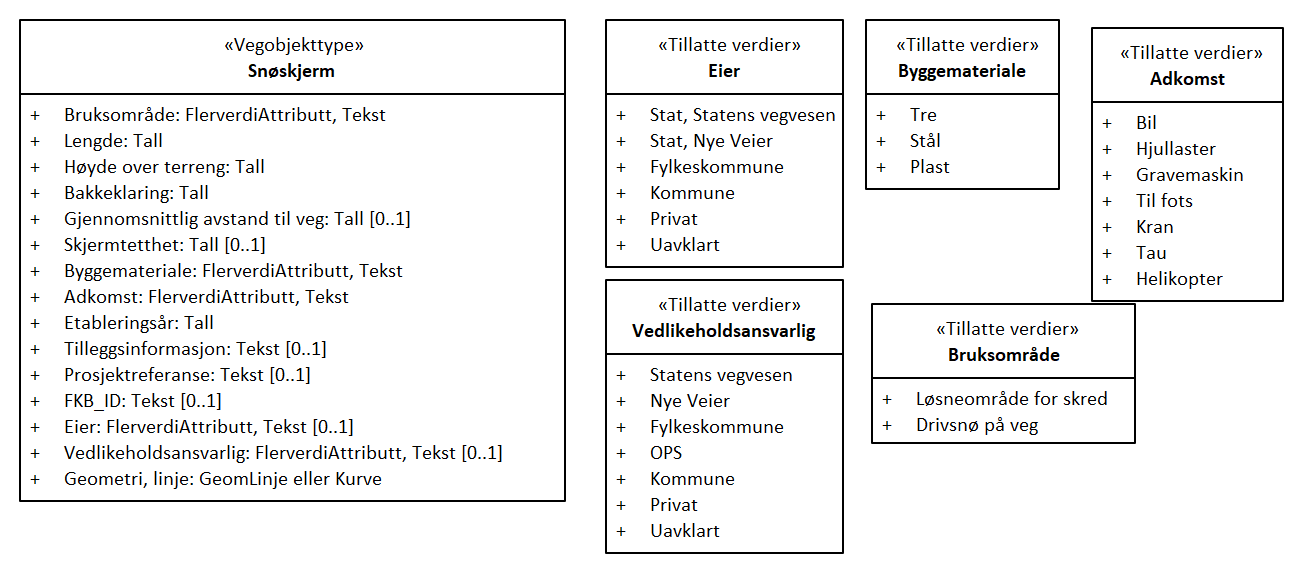 «Vegobjekttype»
Snøskjerm
+ Bruksområde: FlerverdiAttributt, Tekst
+ Lengde: Tall
+ Høyde over terreng: Tall
+ Bakkeklaring: Tall
+ Gjennomsnittlig avstand til veg: Tall [0..1]
+ Skjermtetthet: Tall [0..1]
+ Byggemateriale: FlerverdiAttributt, Tekst
+ Adkomst: FlerverdiAttributt, Tekst
+ Etableringsår: Tall
+ Tilleggsinformasjon: Tekst [0..1]
+ Prosjektreferanse: Tekst [0..1]
+ FKB_ID: Tekst [0..1]
+ Eier: FlerverdiAttributt, Tekst [0..1]
+ Vedlikeholdsansvarlig: FlerverdiAttributt, Tekst [0..1]
+ Geometri, linje: GeomLinje eller Kurve
«Tillatte verdier»
Eier
+ Stat, Statens vegvesen
+ Stat, Nye Veier
+ Fylkeskommune
+ Kommune
+ Privat
+ Uavklart
«Tillatte verdier»
Vedlikeholdsansvarlig
+ Statens vegvesen
+ Nye Veier
+ Fylkeskommune
+ OPS
+ Kommune
+ Privat
+ Uavklart
«Tillatte verdier»
Byggemateriale
+ Tre
+ Stål
+ Plast
«Tillatte verdier»
Adkomst
+ Bil
+ Hjullaster
+ Gravemaskin
+ Til fots
+ Kran
+ Tau
+ Helikopter
«Tillatte verdier»
Bruksområde
+ Løsneområde for skred
+ Drivsnø på veg